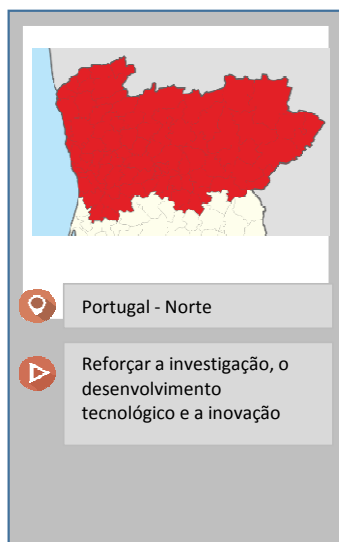 Portugal - Norte
Reforçar a investigação, o
desenvolvimento
tecnológico e a inovação